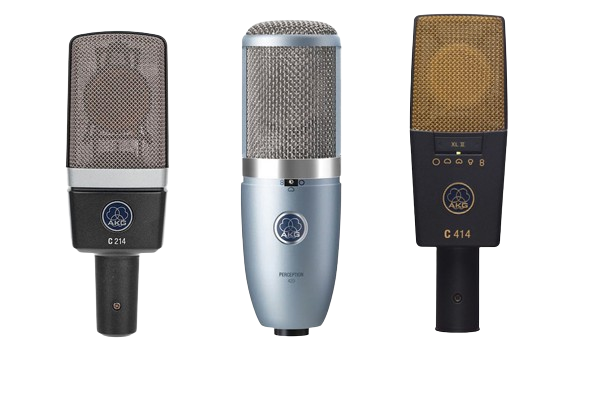 AKG
C 214
AKG
PERCEPTION
XL II
AKG
C 414